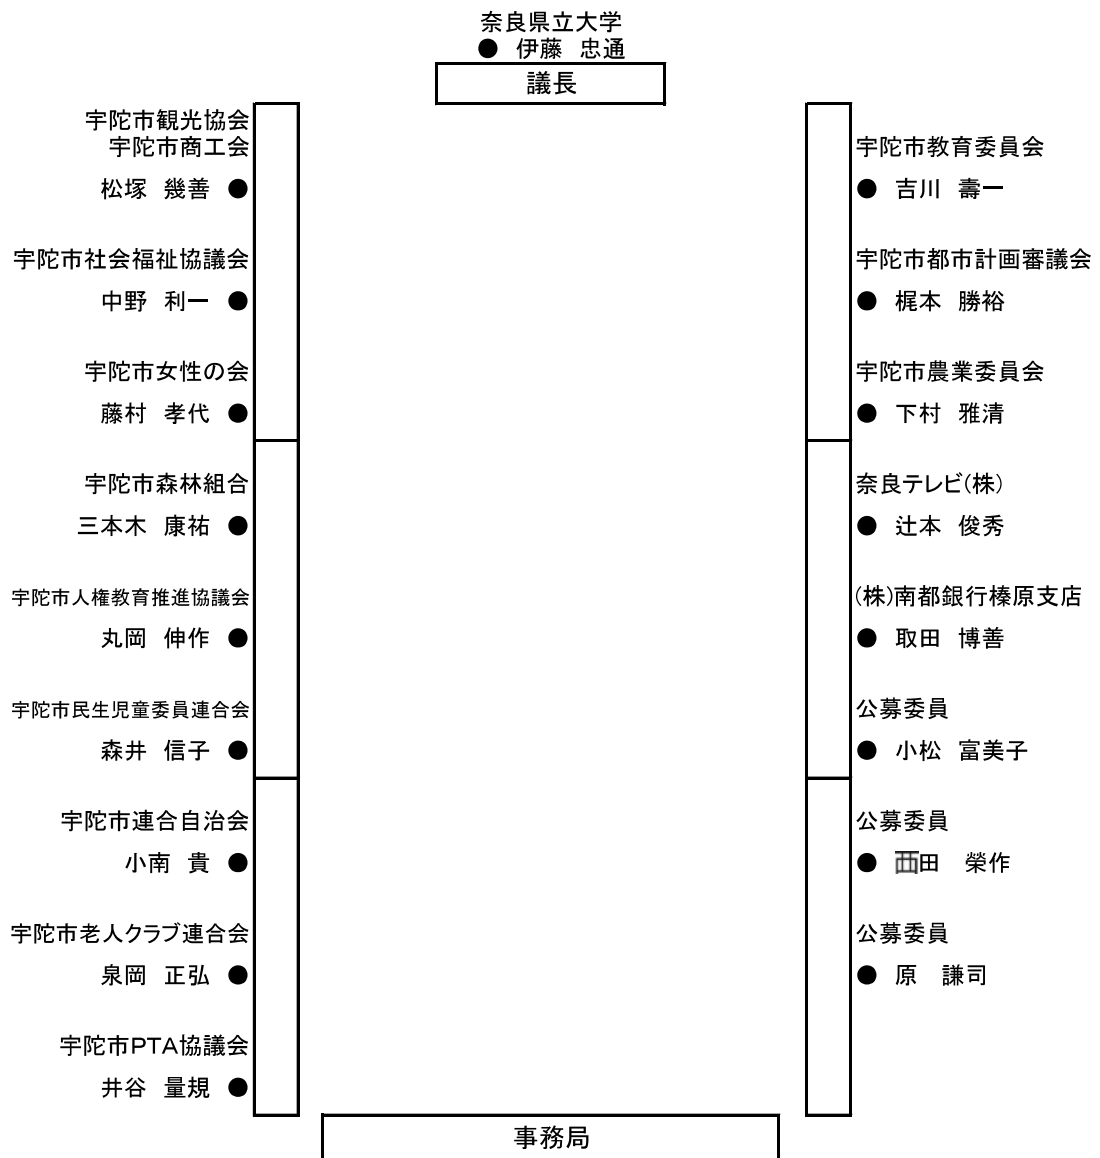 奈良県立大学
● 伊藤 忠通
議長
宇陀市観光協会
宇陀市商工会
松塚 幾善 ●
宇陀市社会福祉協議会
中野 利一 ●
宇陀市女性の会
藤村 孝代 ●
宇陀市森林組合
三本木 康祐 ●
宇陀市人権教育推進協議会
丸岡 伸作 ●
宇陀市民生児童委員連合会
森井 信子 ●
宇陀市連合自治会
小南 貴 ●
宇陀市老人クラブ連合会
泉岡 正弘 ●
宇陀市PTA協議会
井谷 量規 ●
宇陀市教育委員会
● 吉川 壽一
宇陀市都市計画審議会
● 梶本 勝裕
宇陀市農業委員会
● 下村 雅清
奈良テレビ(株)
● 辻本 俊秀
(株)南都銀行榛原支店
● 取田 博善
公募委員
● 小松 富美子
公募委員
● 覀田 榮作
公募委員
● 原 謙司
事務局